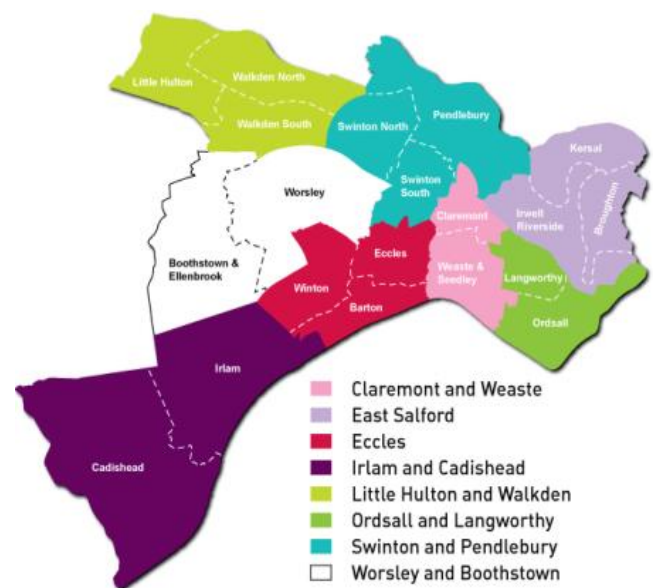 Little Hulton
Walkden North
Walkden South
Swinton North
Pendlebury
Kersal
Broughton
Swinton
South
Worsley
Claremont
Irwell
Riverside
Boothstown &
Ellenbrook
Eccles
Weaste &
Seedley
Langworthy
Winton
Barton
Ordsall
Irlam
Cadishead
Claremont and Weaste
East Salford
Eccles
Irlam and Cadishead
Little Hulton and Walkden
Ordsall and Langworthy
Swinton and Pendlebury
Worsley and Boothstown